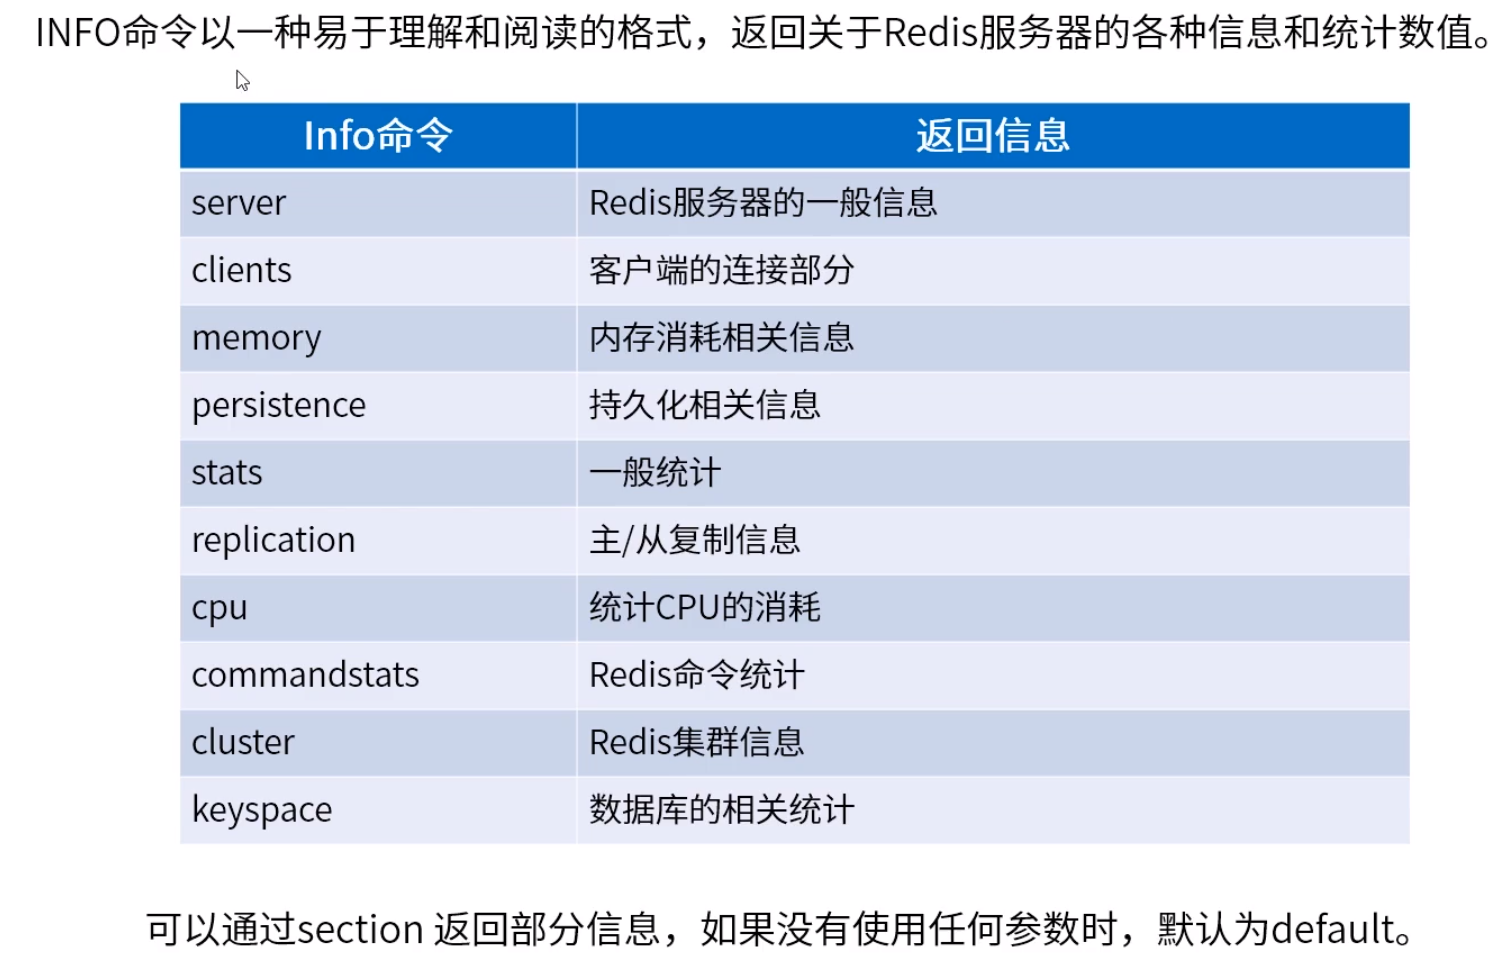 INFO命令以一种易于理解和阅读的格式，返回关于Redis服务器的各种信息和统计数值。
Info命令 返回信息
server Redis服务器的一般信息
clients 客户端的连接部分
memory 内存消耗相关信息
persistence 持久化相关信息
stats 一般统计
replication 主/从复制信息
cpu 统计CPU的消耗
commandstats Redis命令统计
cluster Redis集群信息
keyspace 数据库的相关统计
可以通过section 返回部分信息，如果没有使用任何参数时，默认为default。